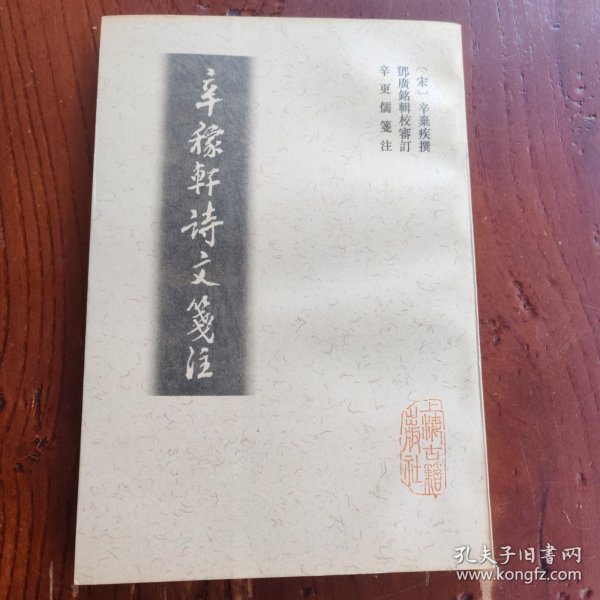 〔宋〕辛棄疾撰
鄧廣銘輯校審訂
辛更儒箋注
辛稼軒詩文箋注
上海古籍
出版社
孔夫子旧书网
www.kongfz.com